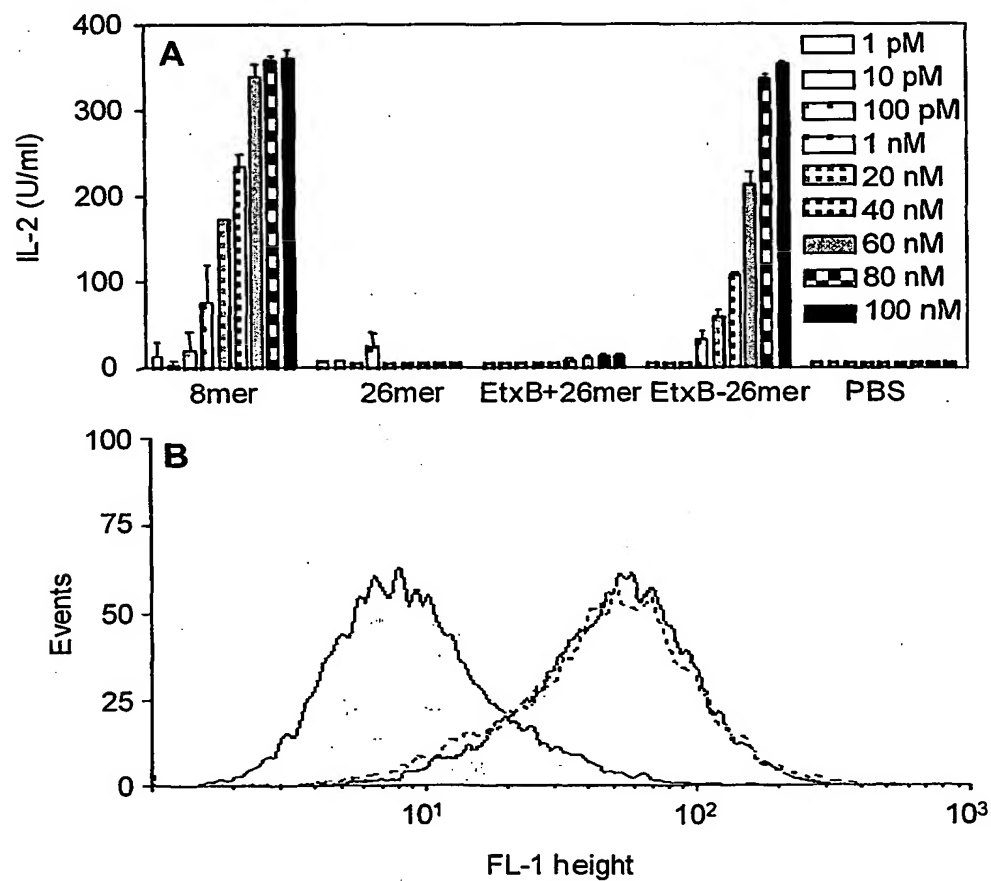 A
IL-2 (U/ml)
400
300
200
100
0
1 pM
10 pM
100 pM
1 nM
20 nM
40 nM
60 nM
80 nM
100 nM
8mer
26mer
EtxB+26mer
EtxB-26mer
PBS
B
Events
100
75
50
25
0
10¹
10²
10³
FL-1 height